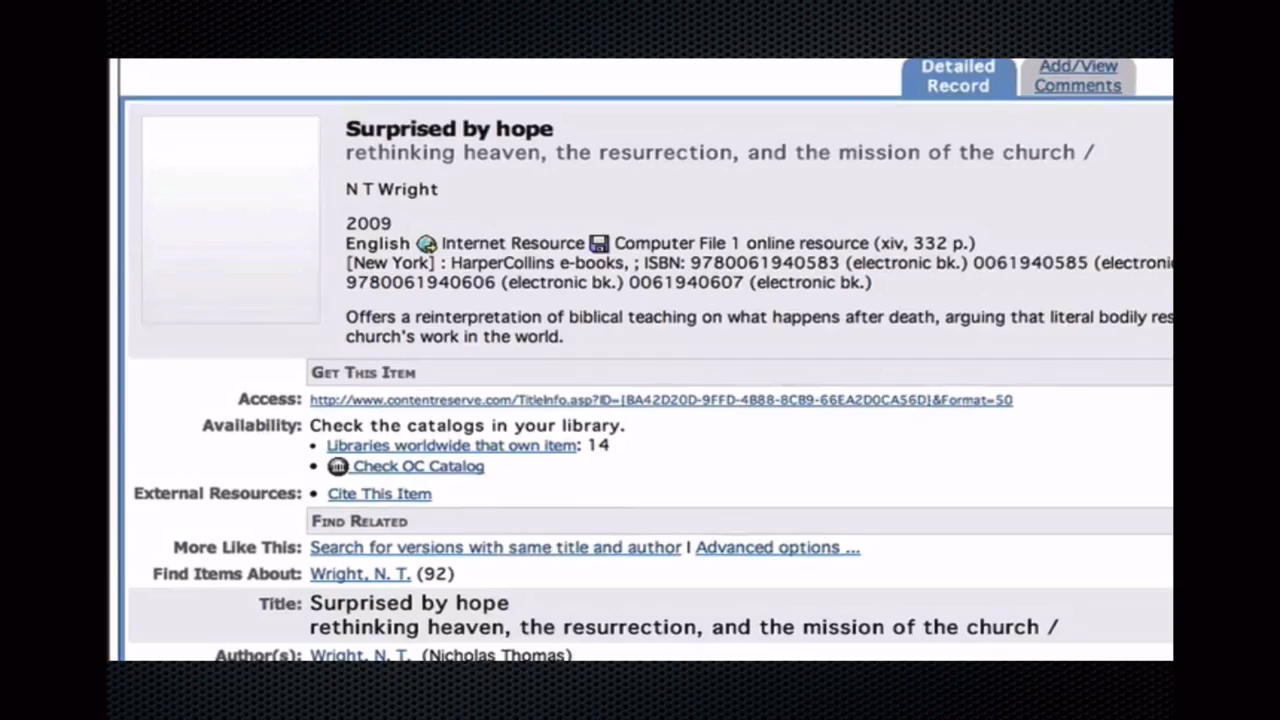 Detailed
Record
Add/View
Comments
Surprised by hope
rethinking heaven, the resurrection, and the mission of the church /
N T Wright
2009
English Internet Resource Computer File 1 online resource (xiv, 332 p.)
[New York] : HarperCollins e-books, ; ISBN: 9780061940583 (electronic bk.) 0061940585 (electroni
9780061940606 (electronic bk.) 0061940607 (electronic bk.)
Offers a reinterpretation of biblical teaching on what happens after death, arguing that literal bodily res
church's work in the world.
GET THIS ITEM
Access: http://www.contentreserve.com/TitleInfo.asp?ID={BA42D20D-9FFD-4B88-8CB9-66EA2D0CA56D}&Format=50
Availability: Check the catalogs in your library.
• Libraries worldwide that own item: 14
• Check OC Catalog
External Resources: • Cite This Item
FIND RELATED
More Like This: Search for versions with same title and author | Advanced options ...
Find Items About: Wright, N. T. (92)
Title: Surprised by hope
rethinking heaven, the resurrection, and the mission of the church /
Author(s): Wright, N. T. (Nicholas Thomas)